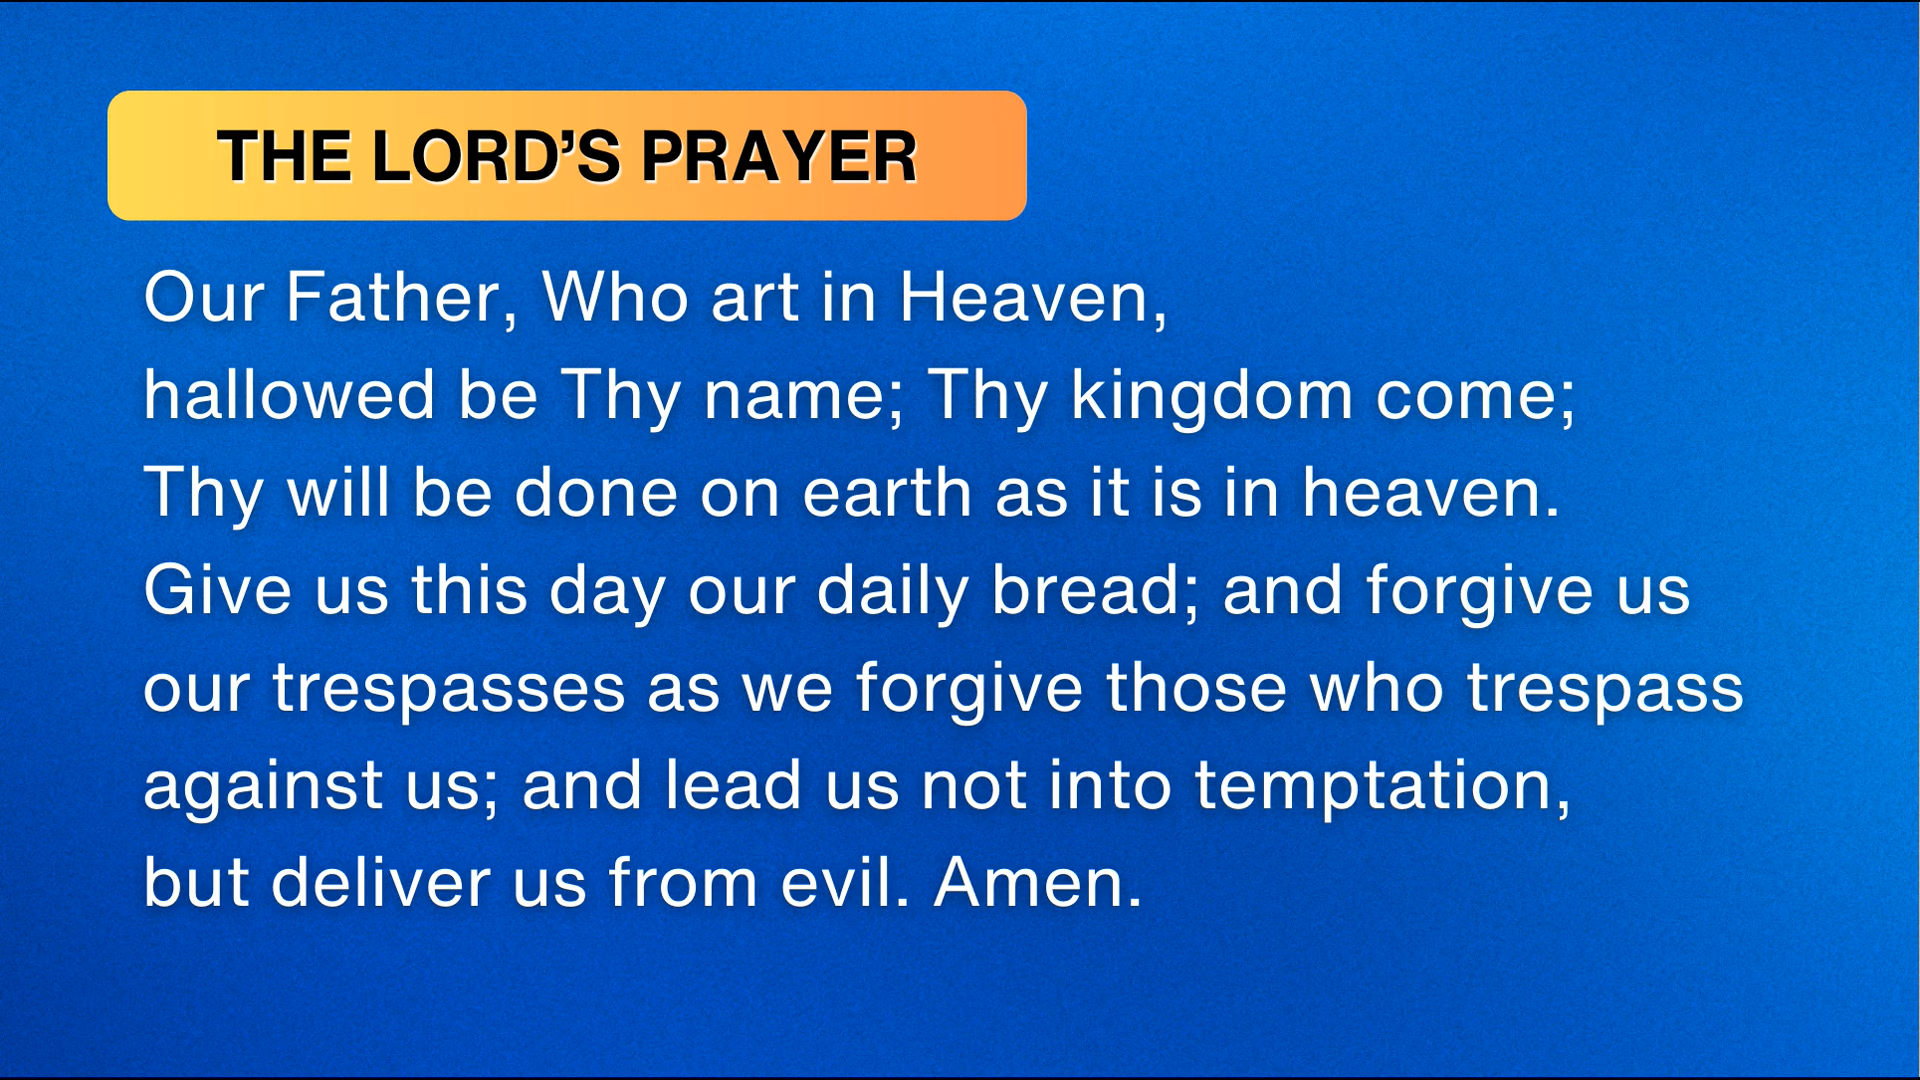 THE LORD’S PRAYER
Our Father, Who art in Heaven,
hallowed be Thy name; Thy kingdom come;
Thy will be done on earth as it is in heaven.
Give us this day our daily bread; and forgive us
our trespasses as we forgive those who trespass
against us; and lead us not into temptation,
but deliver us from evil. Amen.